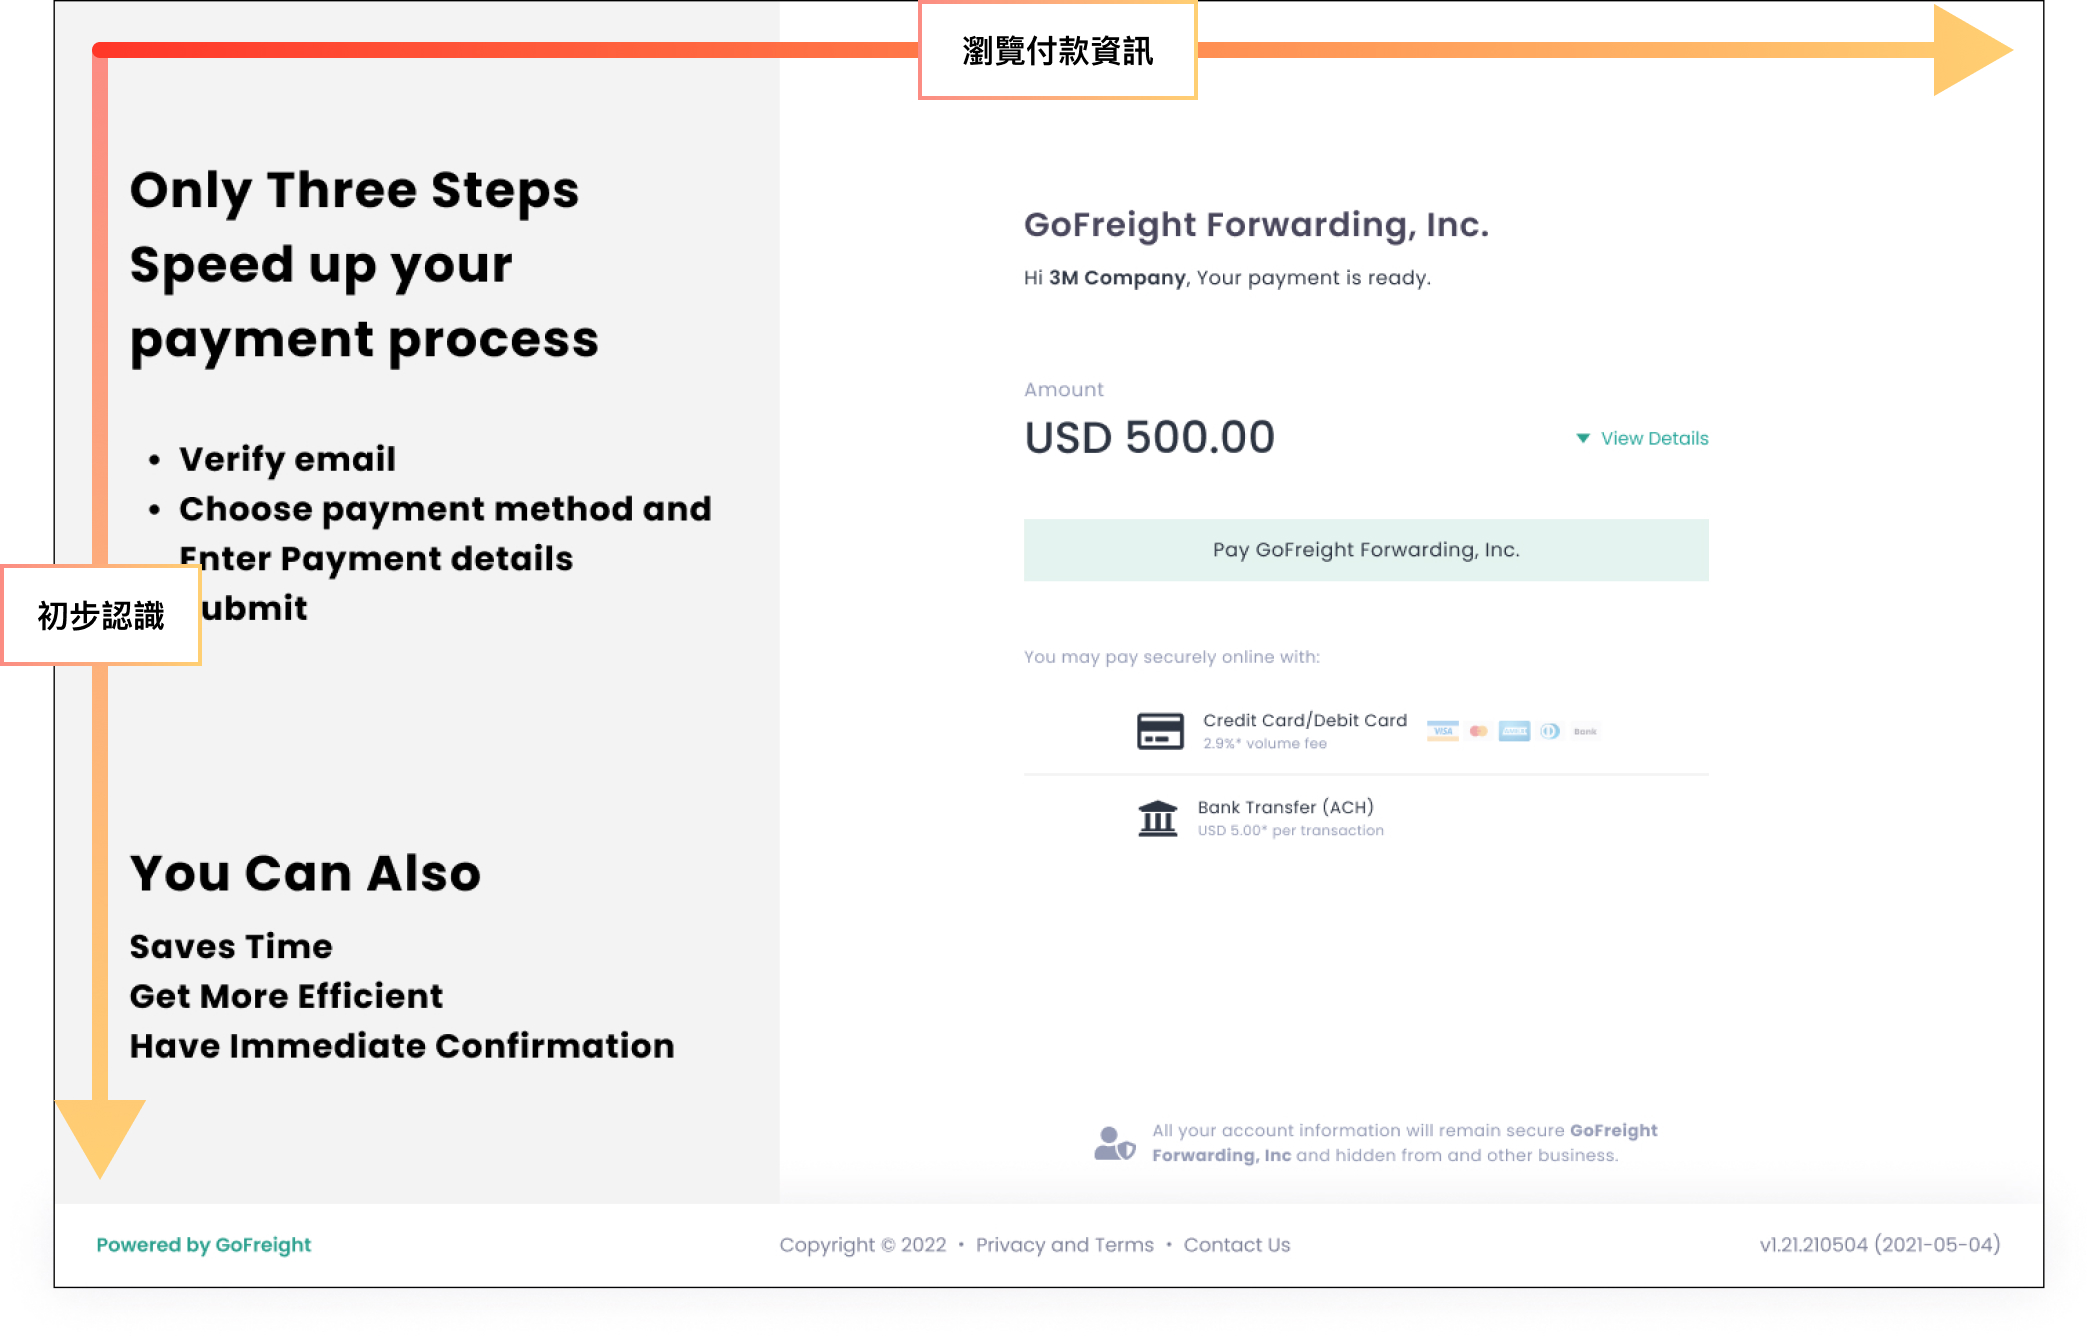 瀏覽付款資訊
Only Three Steps
Speed up your
payment process
• Verify email
• Choose payment method and
Enter Payment details
ubmit
初步認識
You Can Also
Saves Time
Get More Efficient
Have Immediate Confirmation
GoFreight Forwarding, Inc.
Hi 3M Company, Your payment is ready.
Amount
USD 500.00
View Details
Pay GoFreight Forwarding, Inc.
You may pay securely online with:
Credit Card/Debit Card
2.9%* volume fee
VISA
Bank
Bank Transfer (ACH)
USD 5.00* per transaction
All your account information will remain secure GoFreight
Forwarding, Inc and hidden from and other business.
Powered by GoFreight
Copyright © 2022 • Privacy and Terms • Contact Us
v1.21.210504 (2021-05-04)